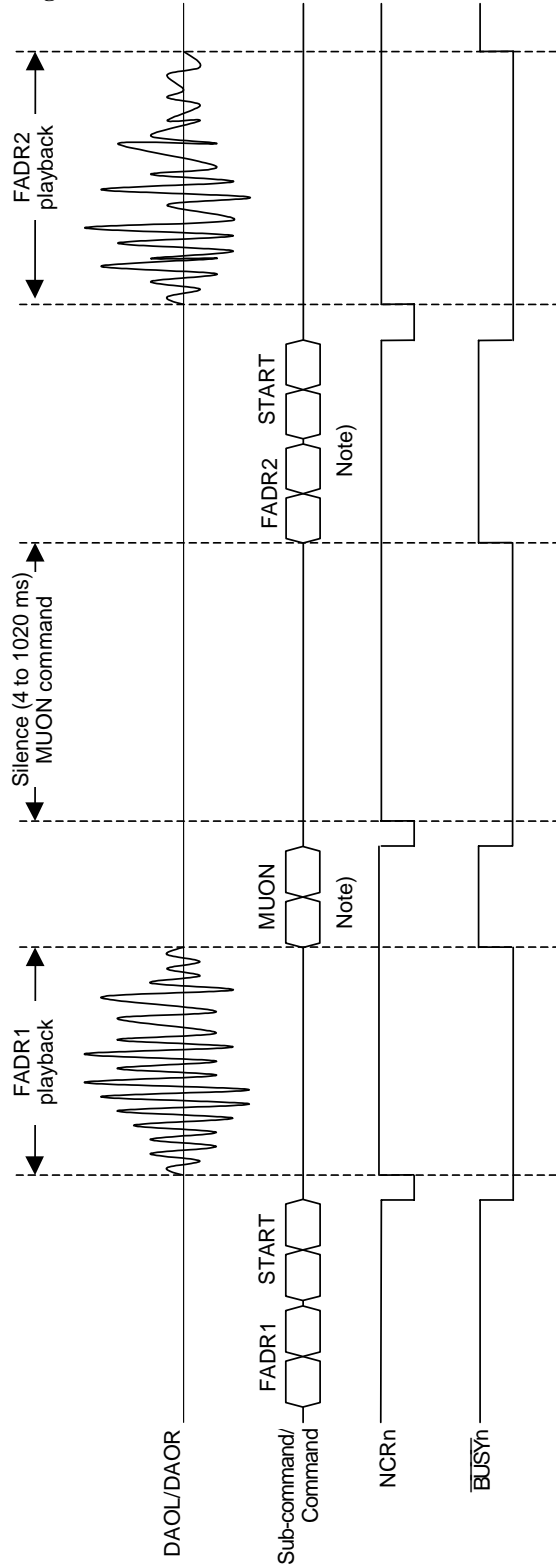 FADR1
playback
Silence (4 to 1020 ms)
MUON command
FADR2
playback
DAOL/DAOR
Sub-command/
Command
FADR1
START
MUON
Note)
FADR2
START
Note)
NCRn
BUSYn